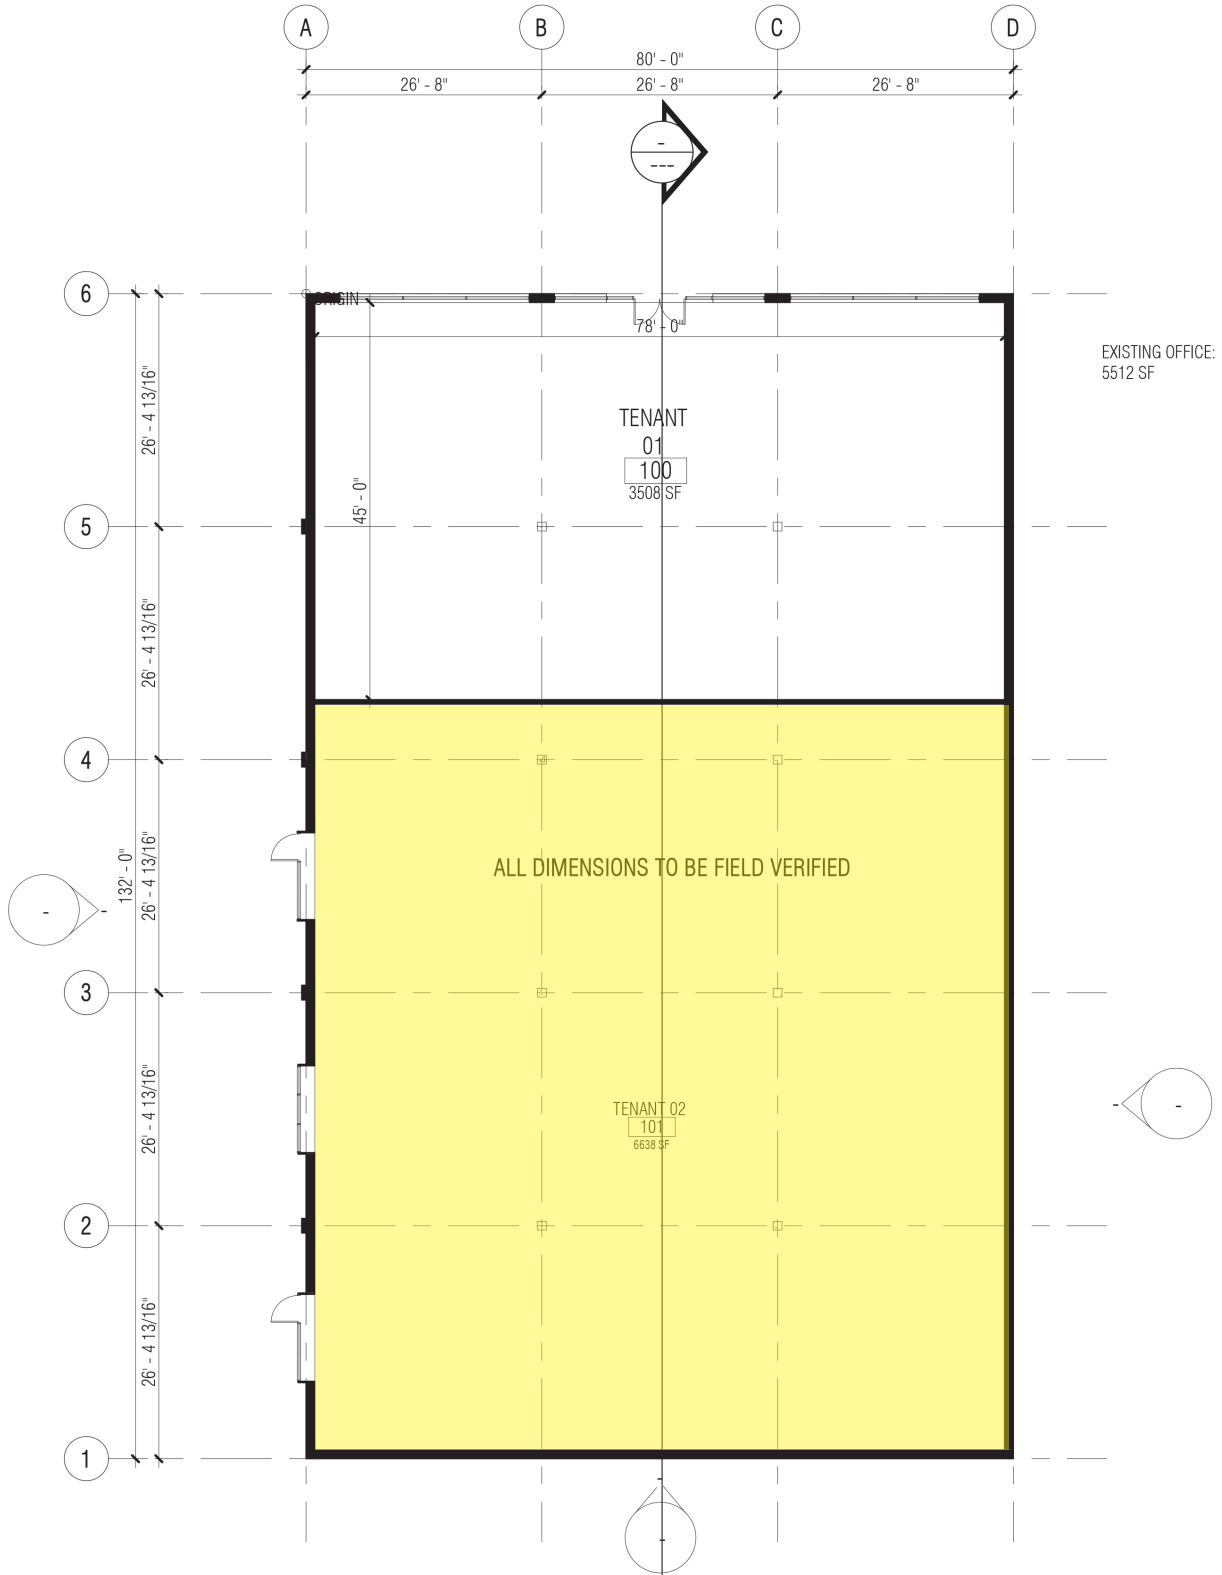 A B C D
80' - 0"
26' - 8" 26' - 8" 26' - 8"
-
---
6
ORIGIN
78' - 0"
EXISTING OFFICE:
5512 SF
26' - 4 13/16"
TENANT
01
100
3508 SF
45' - 0"
5
26' - 4 13/16"
4
132' - 0"
26' - 4 13/16"
ALL DIMENSIONS TO BE FIELD VERIFIED
- -
3
26' - 4 13/16"
TENANT 02
101
6638 SF
- -
2
26' - 4 13/16"
1
-
-